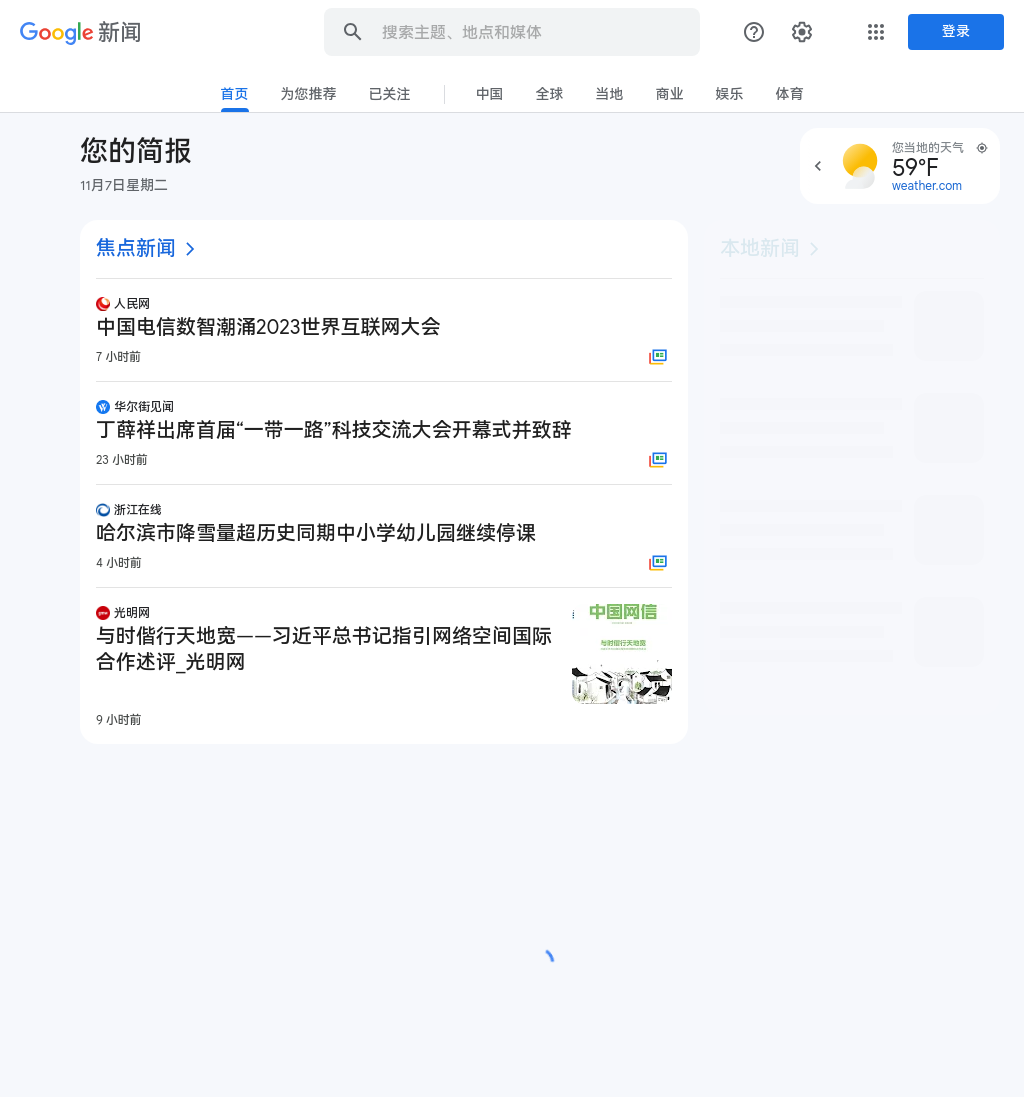 Google 新闻
搜索主题、地点和媒体
登录
首页 为您推荐 已关注 中国 全球 当地 商业 娱乐 体育
您的简报
11月7日星期二
您当地的天气
59°F
weather.com
焦点新闻
人民网
中国电信数智潮涌2023世界互联网大会
7 小时前
华尔街见闻
丁薛祥出席首届“一带一路”科技交流大会开幕式并致辞
23 小时前
浙江在线
哈尔滨市降雪量超历史同期中小学幼儿园继续停课
4 小时前
光明网
与时偕行天地宽——习近平总书记指引网络空间国际
合作述评_光明网
9 小时前
中国网信
与时偕行天地宽
本地新闻